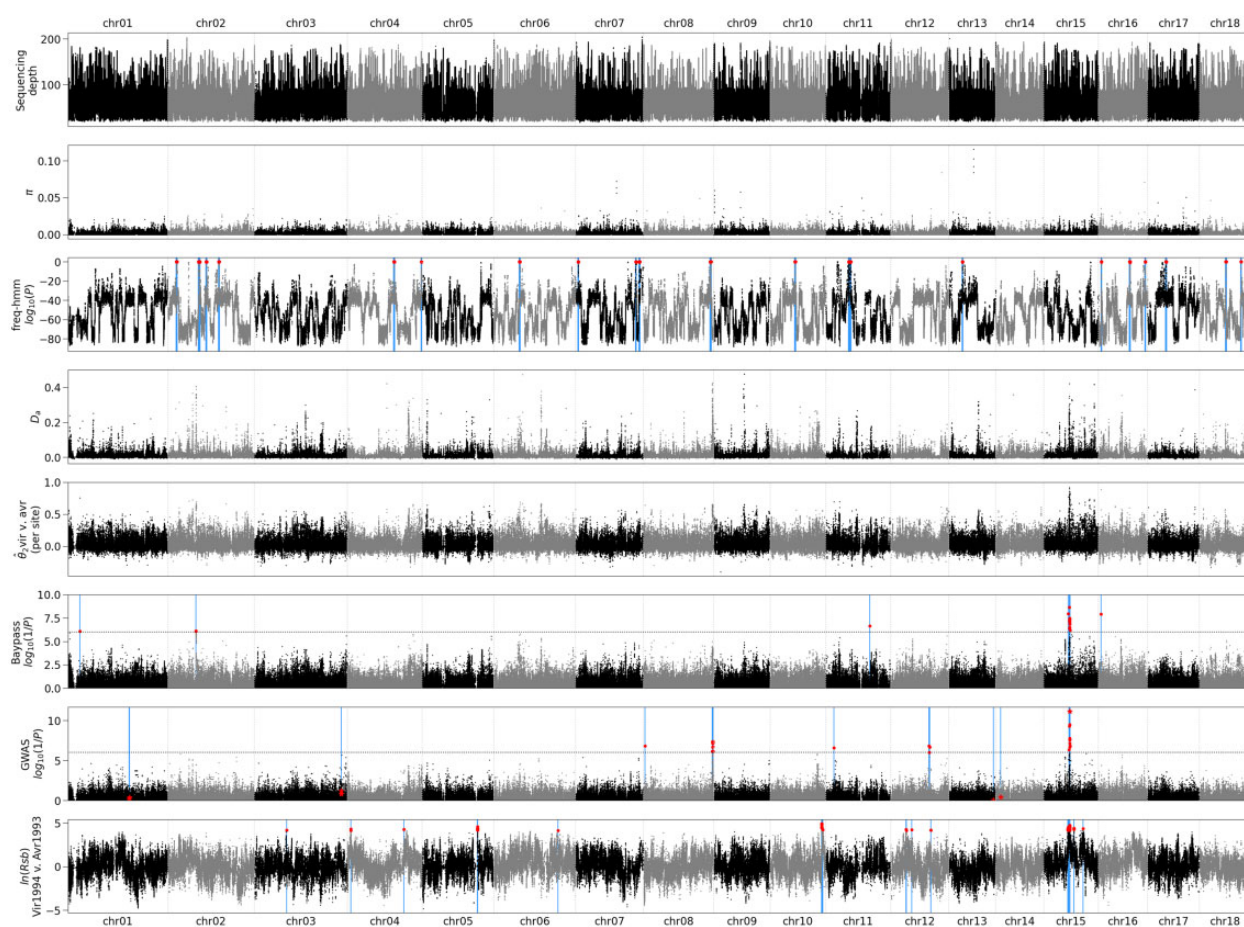 chr01 chr02 chr03 chr04 chr05 chr06 chr07 chr08 chr09 chr10 chr11 chr12 chr13 chr14 chr15 chr16 chr17 chr18
Sequencing
depth
200
100
π
0.10
0.05
0.00
freq-hmm
log₁₀(P)
0
−20
−40
−60
−80
Dₐ
0.4
0.2
0.0
θ̂₂vir v. avr
(per site)
1.0
0.5
0.0
Baypass
log₁₀(1/P)
10.0
7.5
5.0
2.5
0.0
GWAS
log₁₀(1/P)
10
5
0
ln(Rsb)
Vir1994 v. Avr1993
5
0
−5
chr01 chr02 chr03 chr04 chr05 chr06 chr07 chr08 chr09 chr10 chr11 chr12 chr13 chr14 chr15 chr16 chr17 chr18